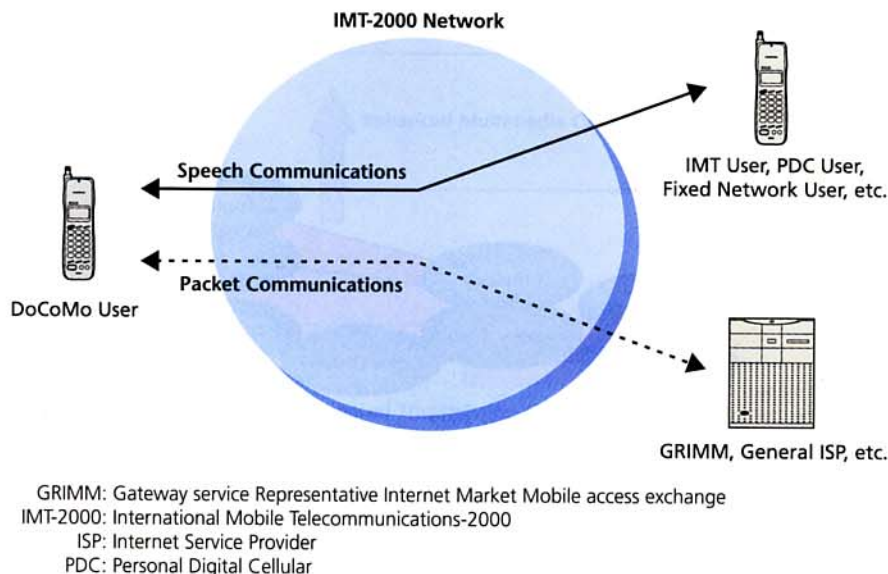 IMT-2000 Network
Speech Communications
IMT User, PDC User,
Fixed Network User, etc.
Packet Communications
DoCoMo User
GRIMM, General ISP, etc.
GRIMM: Gateway service Representative Internet Market Mobile access exchange
IMT-2000: International Mobile Telecommunications-2000
ISP: Internet Service Provider
PDC: Personal Digital Cellular